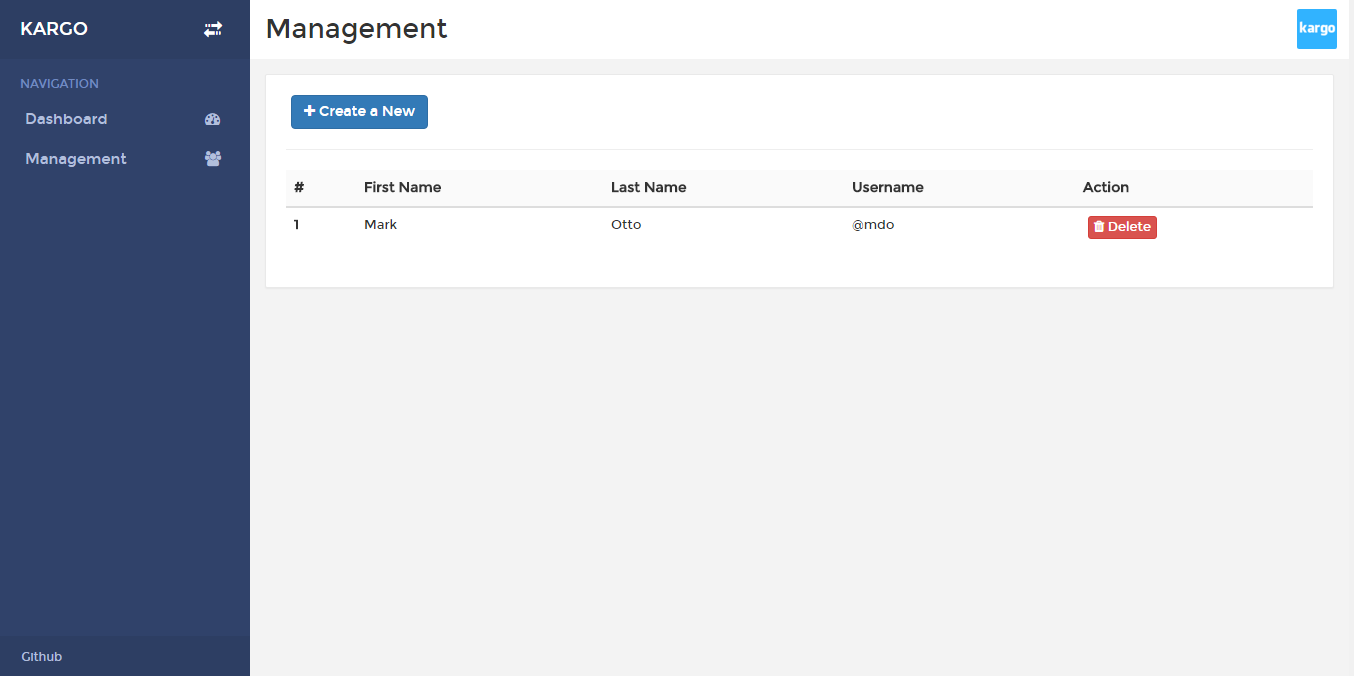 KARGO
Management
kargo
NAVIGATION
Dashboard
Management
Create a New
# First Name Last Name Username Action
1 Mark Otto @mdo Delete
Github